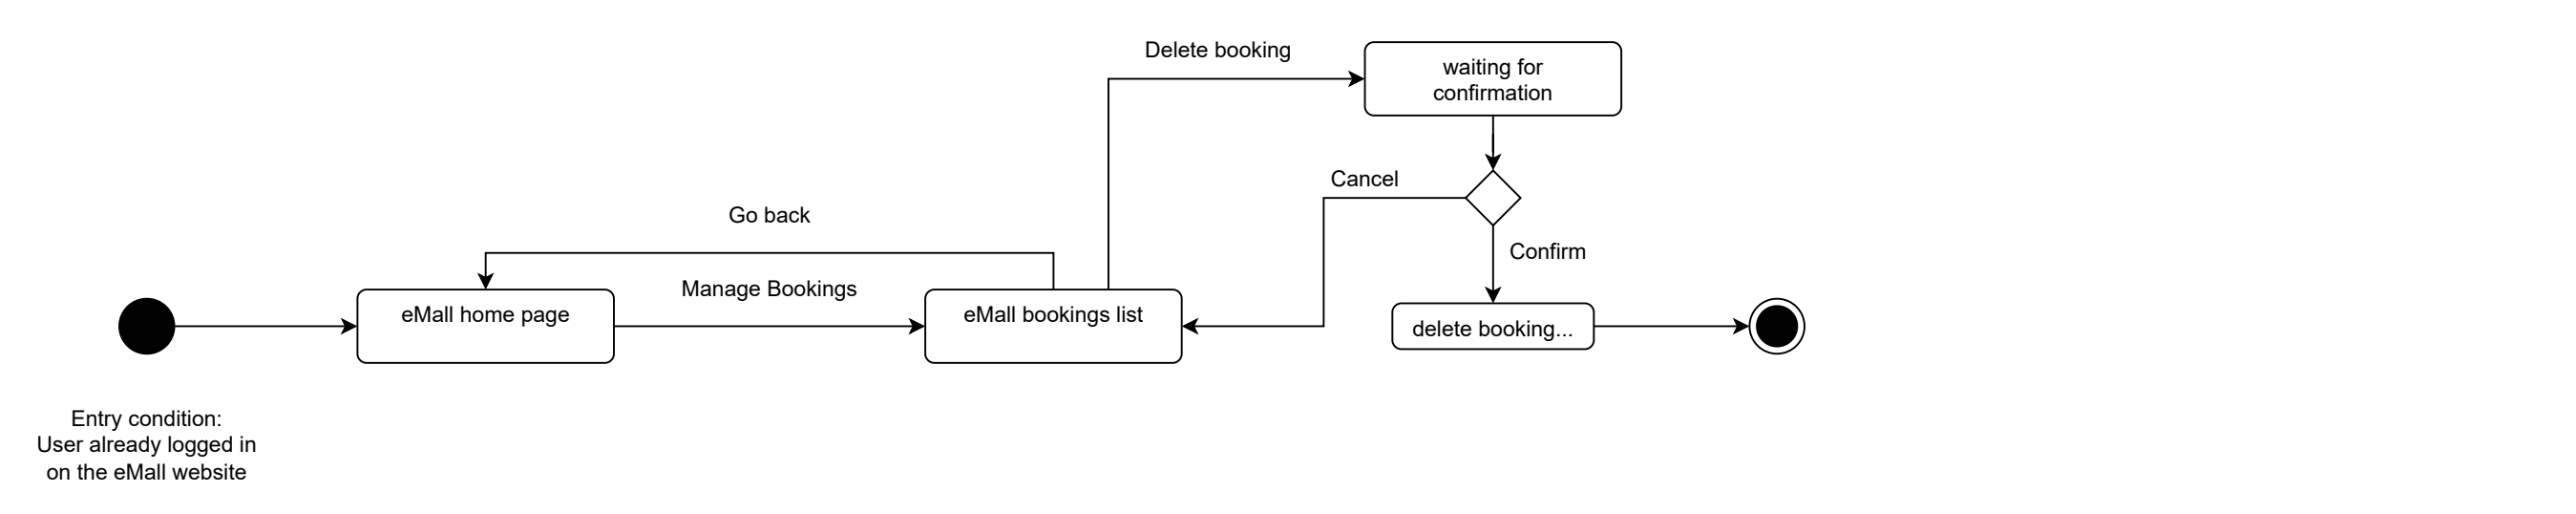 Delete booking
waiting for
confirmation
Cancel
Go back
Confirm
Manage Bookings
eMall home page
eMall bookings list
delete booking...
Entry condition:
User already logged in
on the eMall website